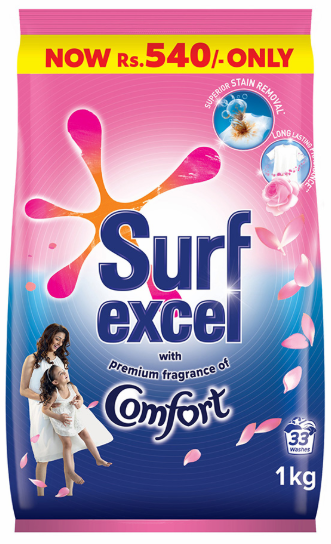 NOW Rs.540/- ONLY
SUPERIOR STAIN REMOVAL*
LONG LASTING FRAGRANCE*
Surf
excel
with
premium fragrance of
Comfort
33
washes
1kg